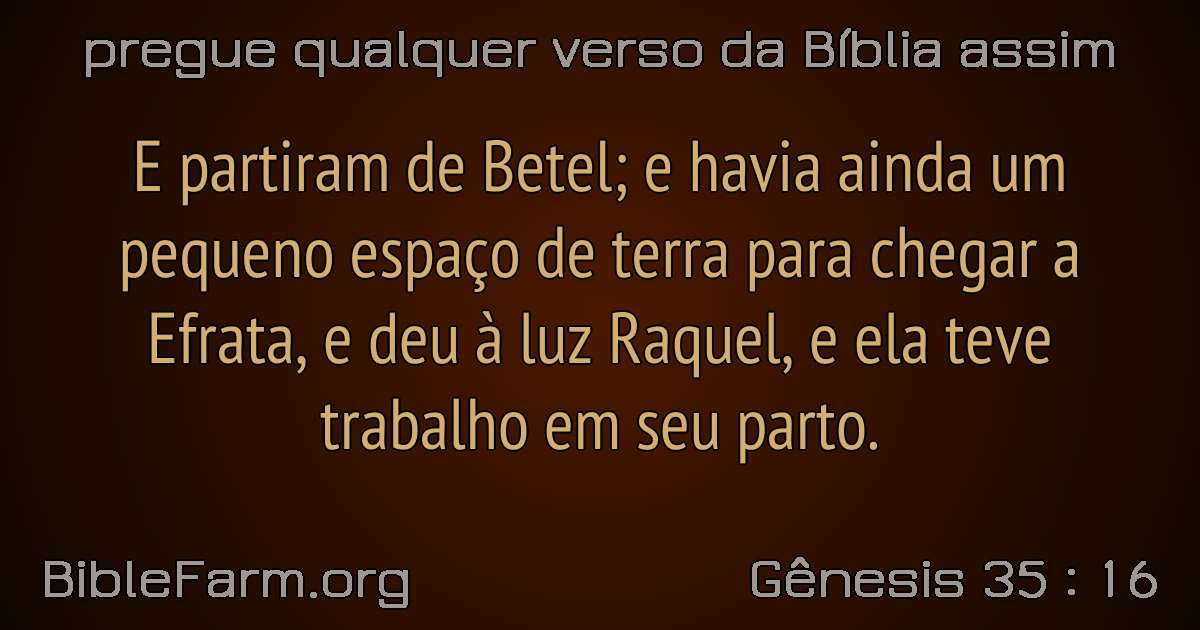 pregue qualquer verso da Bíblia assim
E partiram de Betel; e havia ainda um
pequeno espaço de terra para chegar a
Efrata, e deu à luz Raquel, e ela teve
trabalho em seu parto.
BibleFarm.org
Gênesis 35 : 16